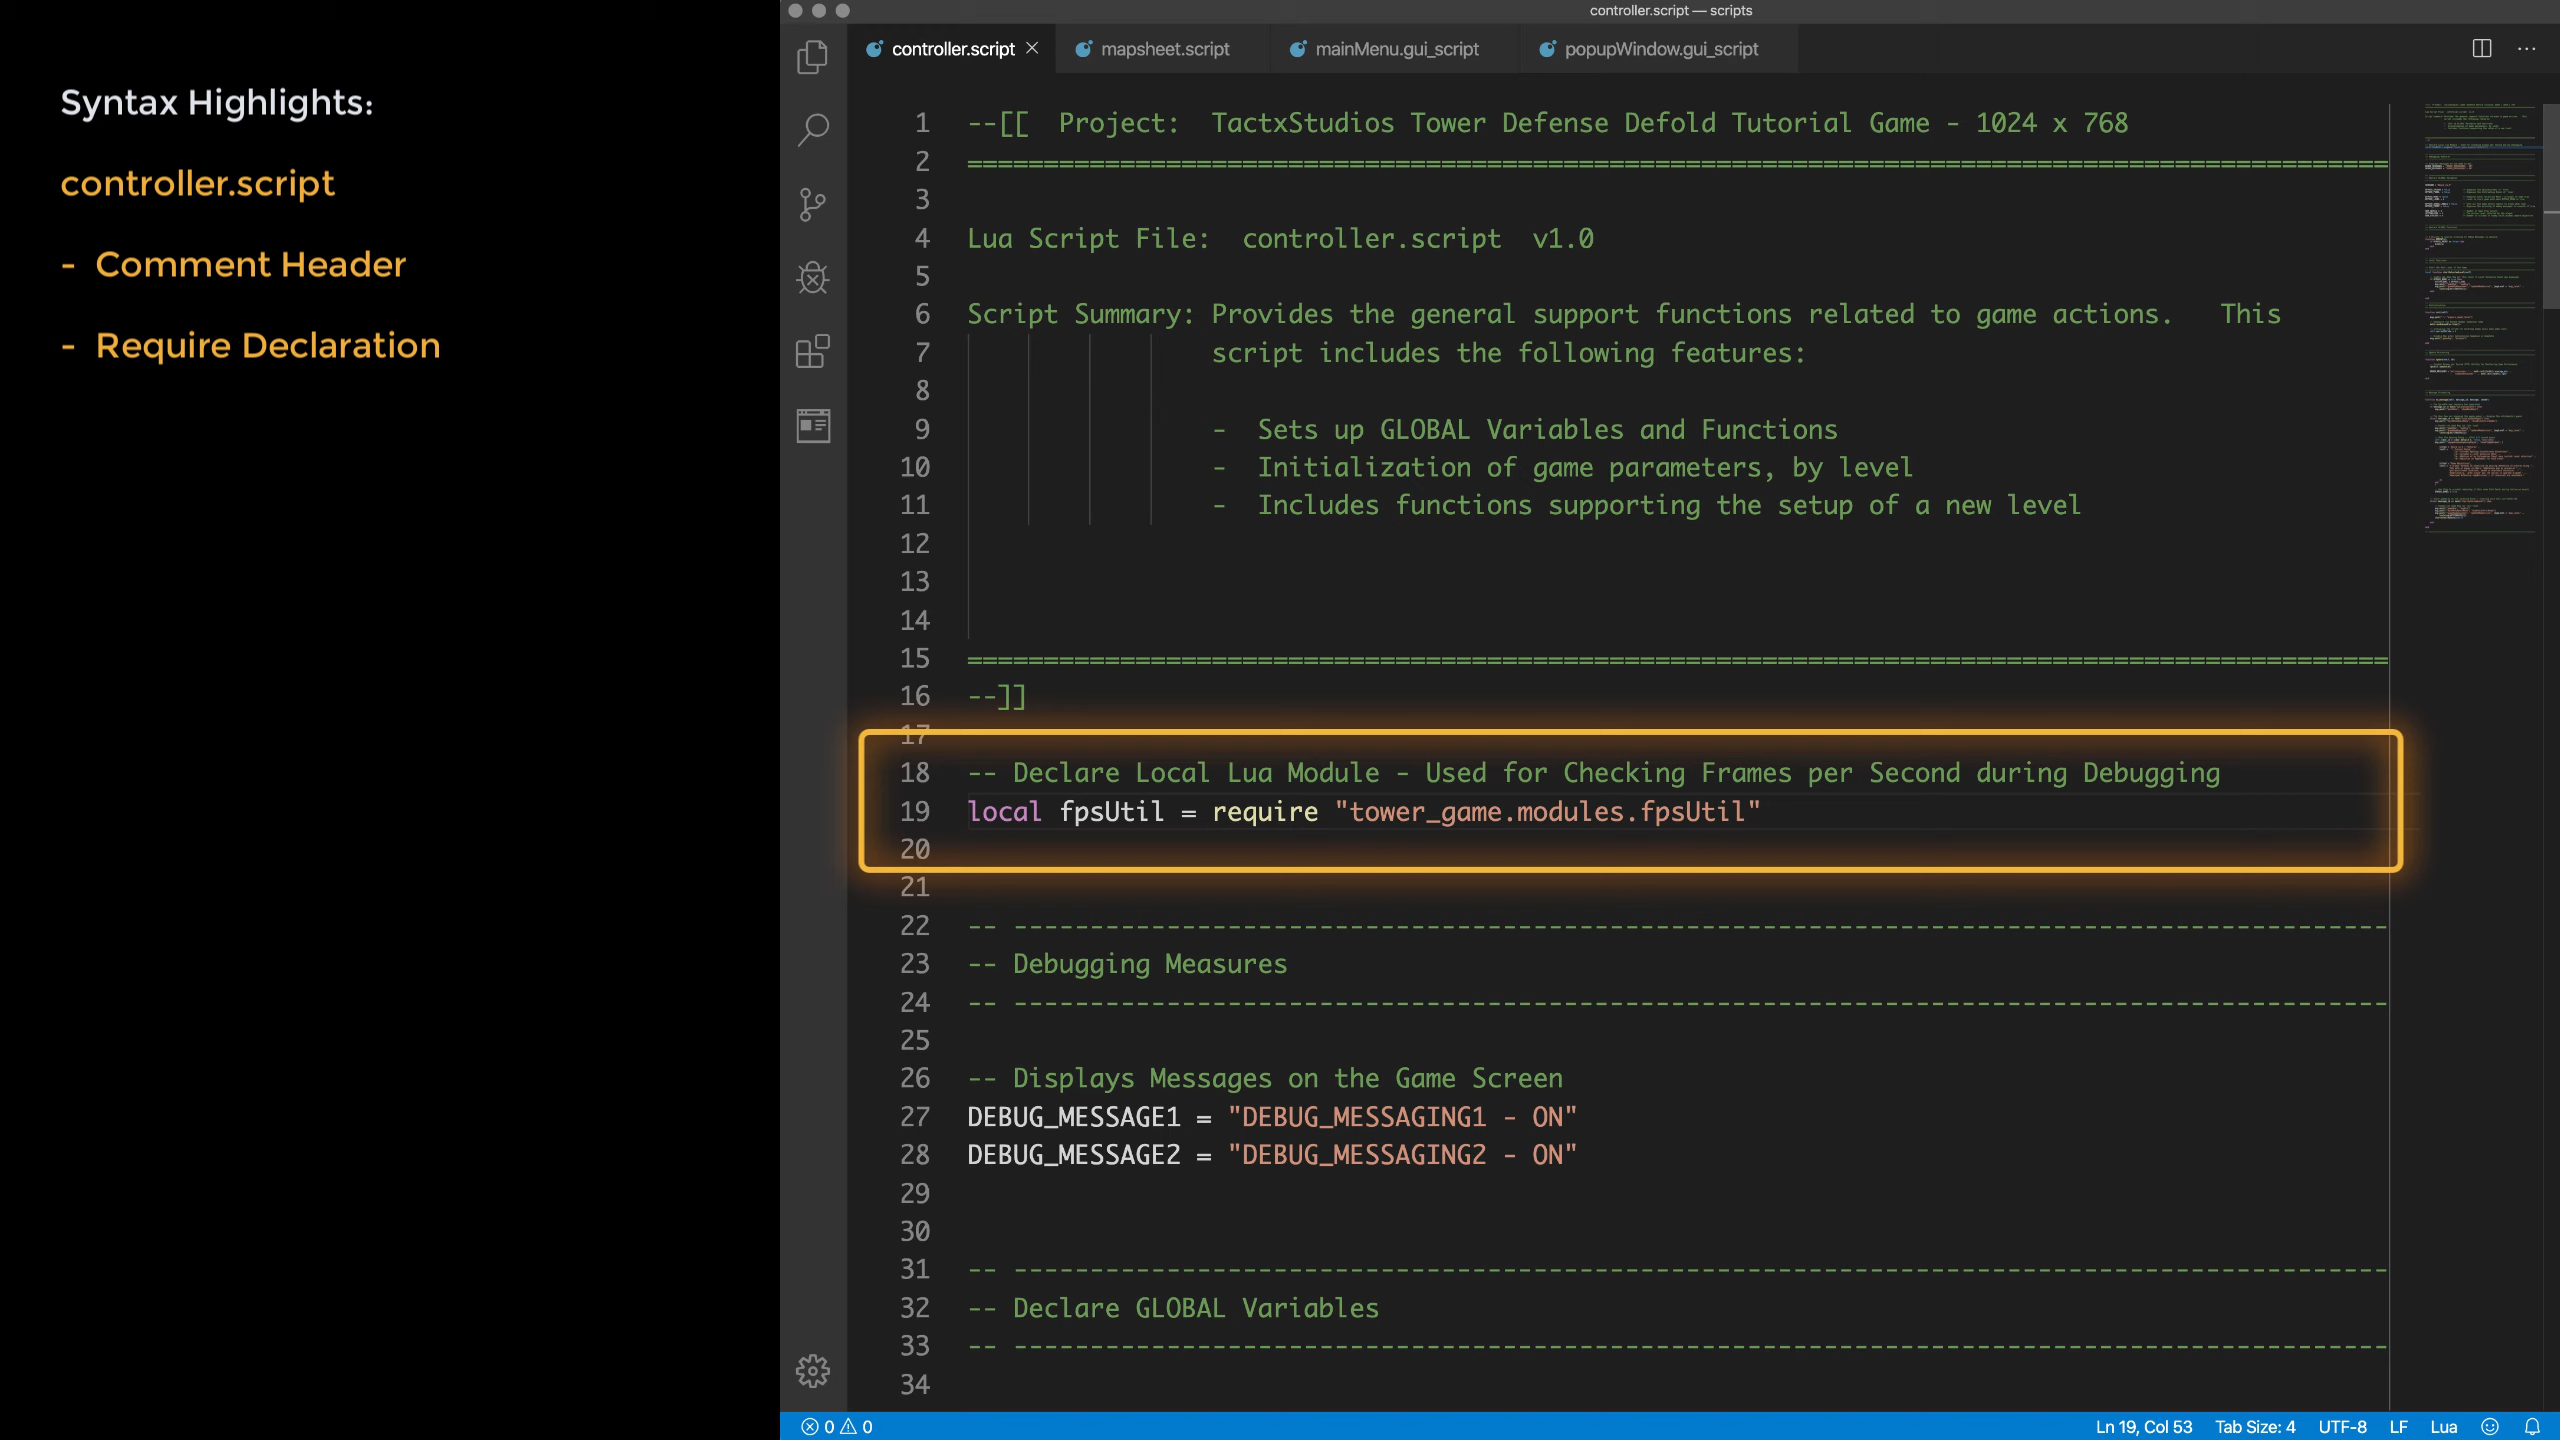 Syntax Highlights:
controller.script
- Comment Header
- Require Declaration
controller.script — scripts
controller.script
mapsheet.script
mainMenu.gui_script
popupWindow.gui_script
1 --[[  Project:  TactxStudios Tower Defense Defold Tutorial Game - 1024 x 768
2 =============================================================================================
3
4 Lua Script File:  controller.script  v1.0
5
6 Script Summary: Provides the general support functions related to game actions.   This
7                 script includes the following features:
8
9                 -  Sets up GLOBAL Variables and Functions
10                 -  Initialization of game parameters, by level
11                 -  Includes functions supporting the setup of a new level
12
13
14
15 =============================================================================================
16 --]]
17
18 -- Declare Local Lua Module - Used for Checking Frames per Second during Debugging
19 local fpsUtil = require "tower_game.modules.fpsUtil"
20
21
22 -- ------------------------------------------------------------------------------------------
23 -- Debugging Measures
24 -- ------------------------------------------------------------------------------------------
25
26 -- Displays Messages on the Game Screen
27 DEBUG_MESSAGE1 = "DEBUG_MESSAGING1 - ON"
28 DEBUG_MESSAGE2 = "DEBUG_MESSAGING2 - ON"
29
30
31 -- ------------------------------------------------------------------------------------------
32 -- Declare GLOBAL Variables
33 -- ------------------------------------------------------------------------------------------
34
0 0 Ln 19, Col 53 Tab Size: 4 UTF-8 LF Lua